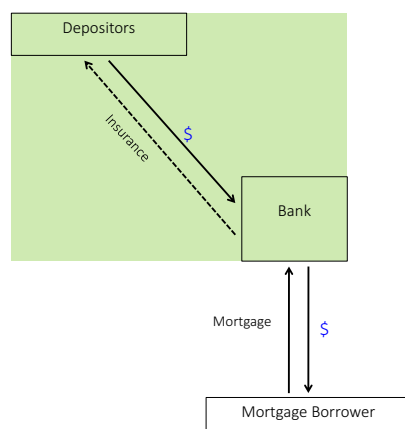 Depositors
$
Insurance
Bank
Mortgage
$
Mortgage Borrower